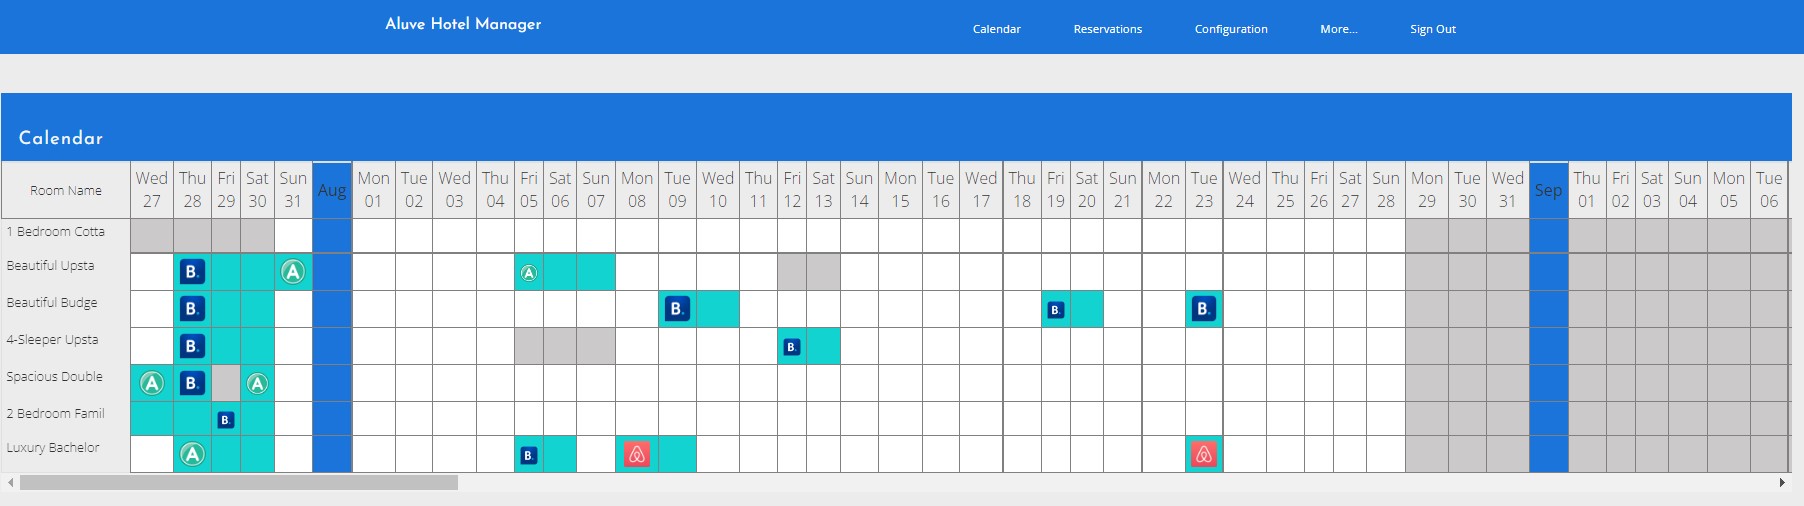 Aluve Hotel Manager
Calendar Reservations Configuration More... Sign Out
Calendar
Room Name Wed 27 Thu 28 Fri 29 Sat 30 Sun 31 Aug Mon 01 Tue 02 Wed 03 Thu 04 Fri 05 Sat 06 Sun 07 Mon 08 Tue 09 Wed 10 Thu 11 Fri 12 Sat 13 Sun 14 Mon 15 Tue 16 Wed 17 Thu 18 Fri 19 Sat 20 Sun 21 Mon 22 Tue 23 Wed 24 Thu 25 Fri 26 Sat 27 Sun 28 Mon 29 Tue 30 Wed 31 Sep Thu 01 Fri 02 Sat 03 Sun 04 Mon 05 Tue 06
1 Bedroom Cotta
Beautiful Upsta B. A A
Beautiful Budge B. B. B. B.
4-Sleeper Upsta B. B.
Spacious Double A B. A
2 Bedroom Famil B.
Luxury Bachelor A B.